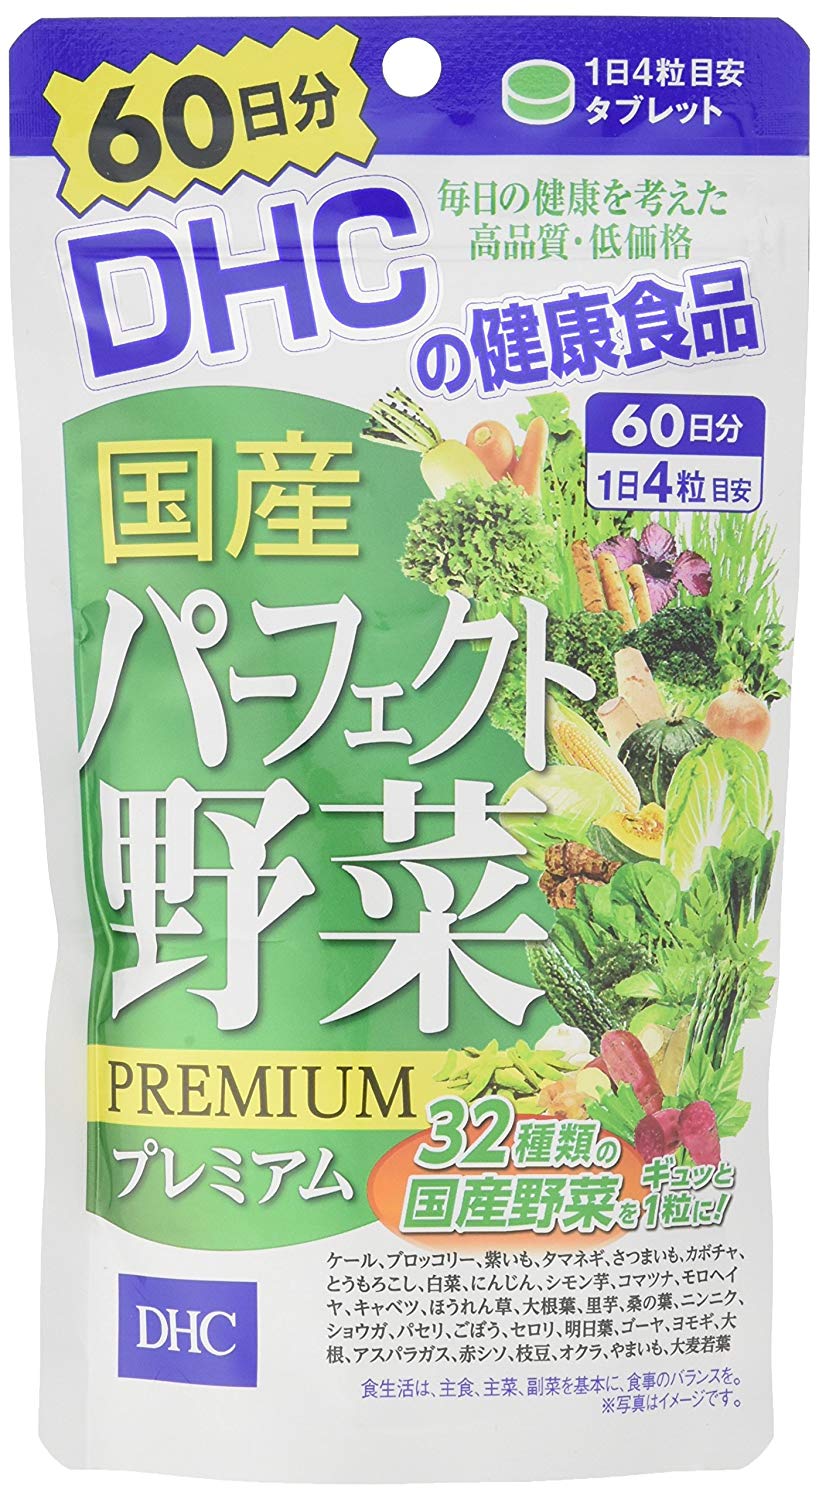 60日分
1日4粒目安
タブレット
毎日の健康を考えた
高品質・低価格
DHC
の健康食品
60日分
1日4粒目安
国産
パーフェクト
野菜
PREMIUM
プレミアム
32種類の
国産野菜を
ギュッと
1粒に!
ケール、ブロッコリー、紫いも、タマネギ、さつまいも、カボチャ、
とうもろこし、白菜、にんじん、シモン芋、コマツナ、モロヘイ
ヤ、キャベツ、ほうれん草、大根葉、里芋、桑の葉、ニンニク、
ショウガ、パセリ、ごぼう、セロリ、明日葉、ゴーヤ、ヨモギ、大
根、アスパラガス、赤シソ、枝豆、オクラ、やまいも、大麦若葉
DHC
食生活は、主食、主菜、副菜を基本に、食事のバランスを。
※写真はイメージです。